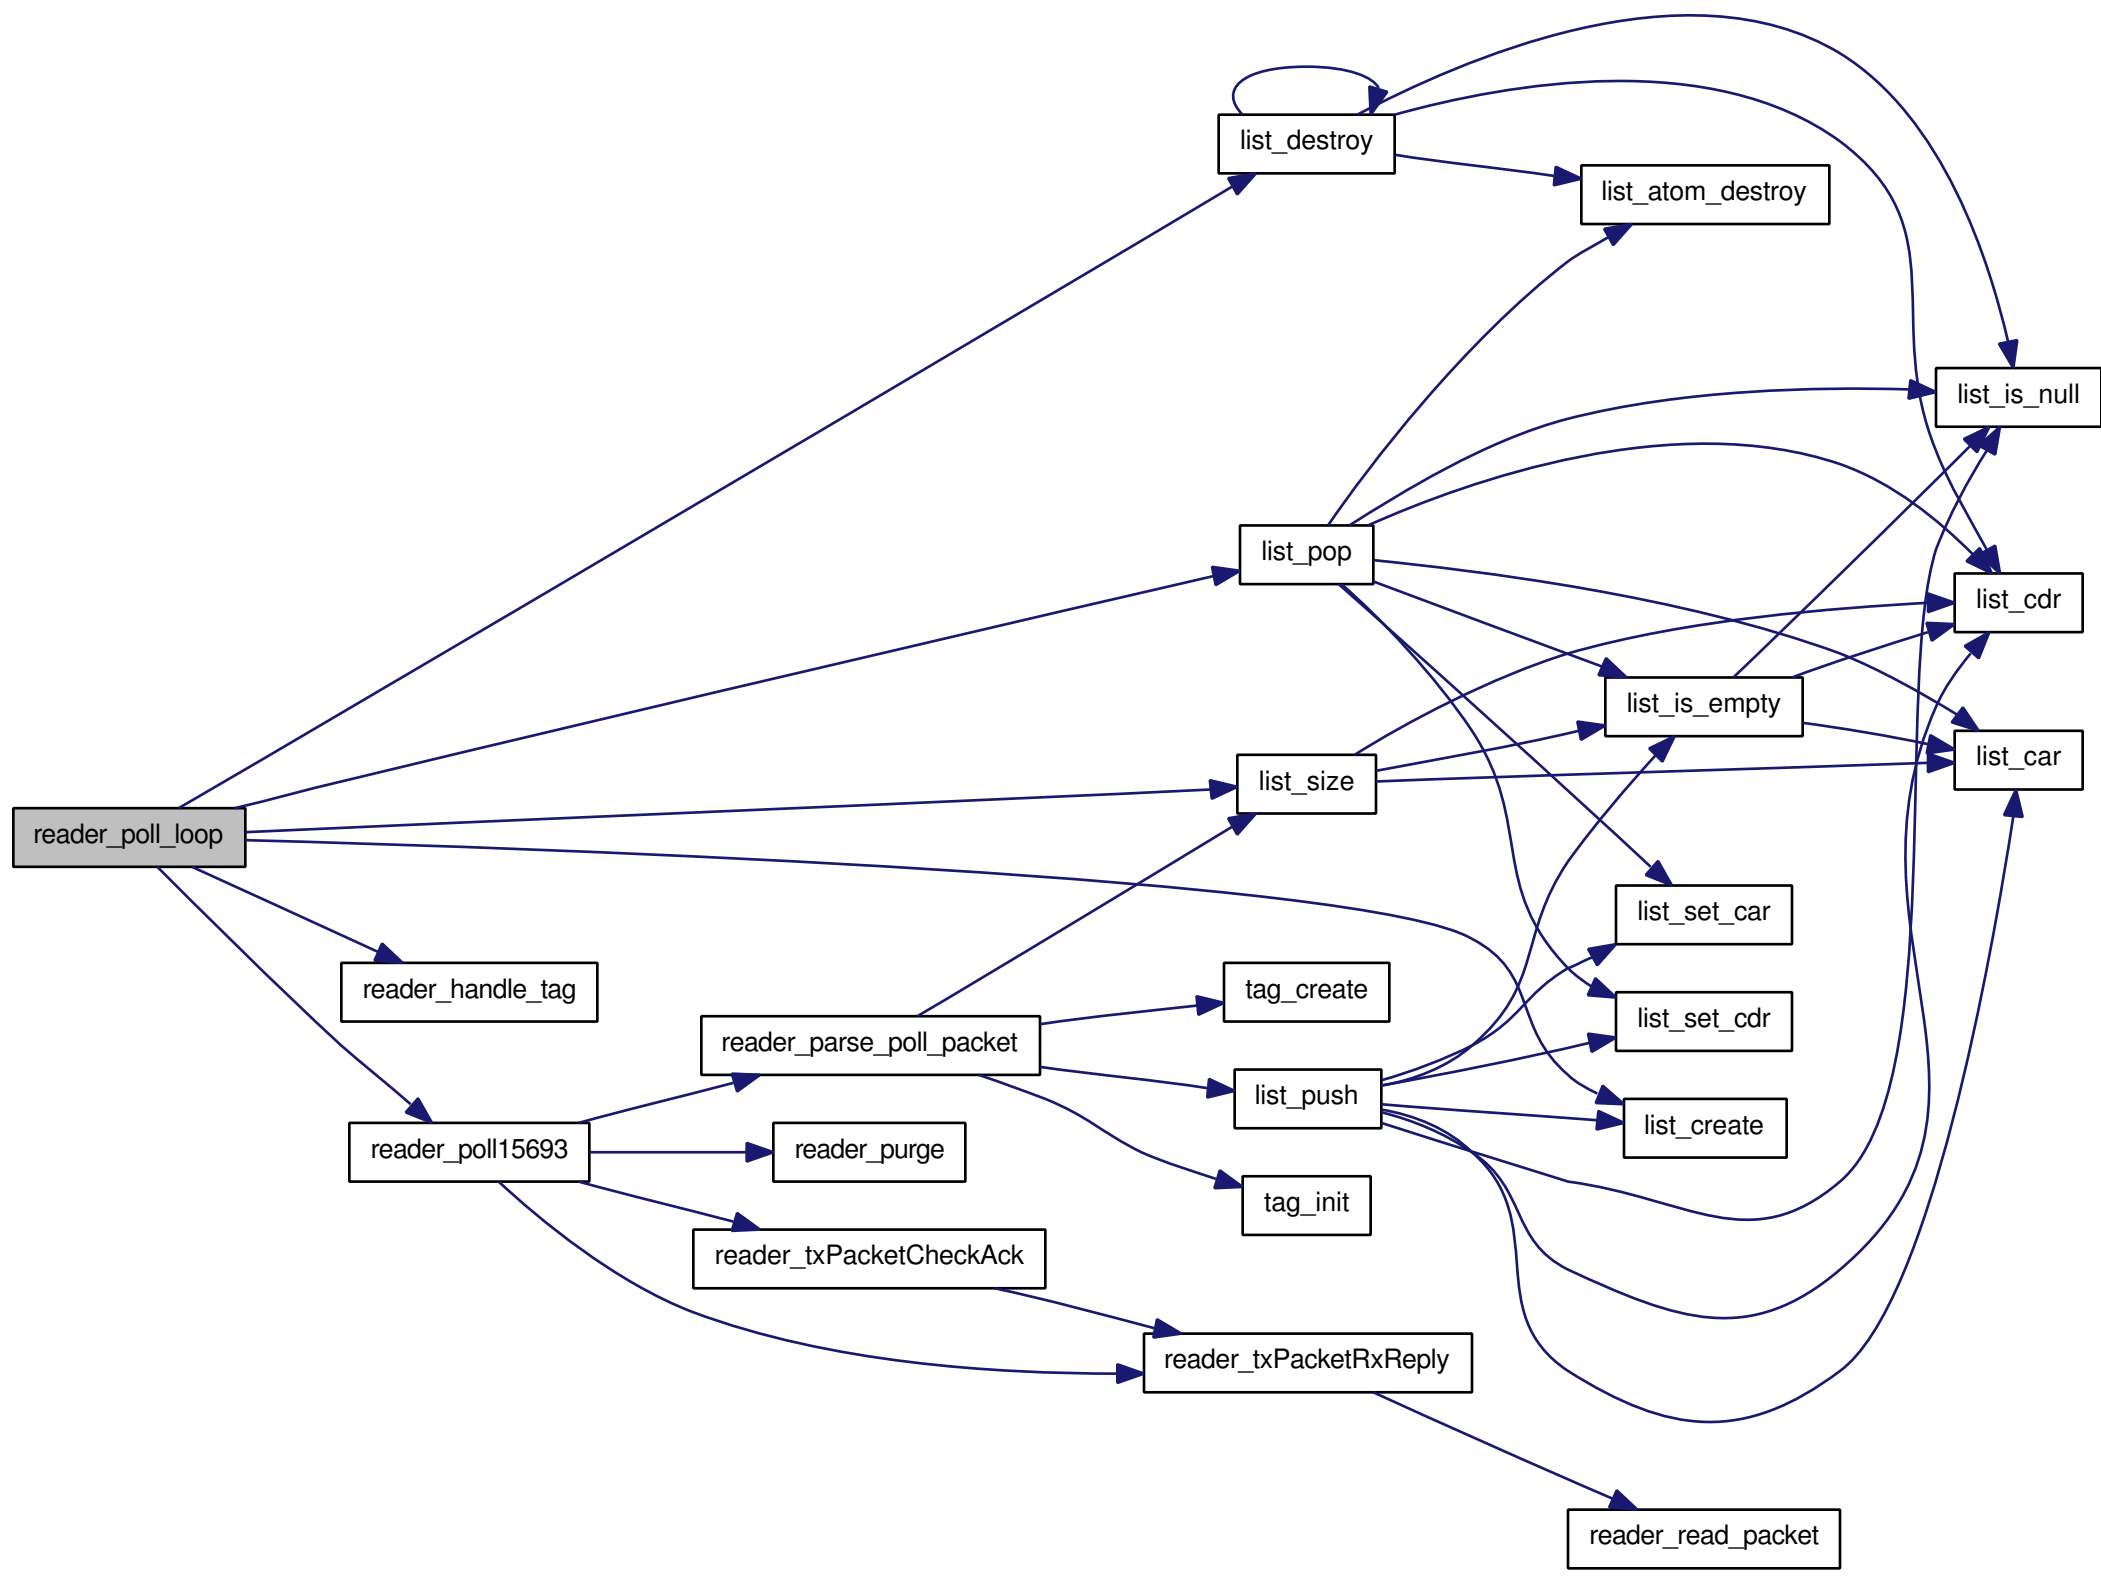 list_destroy
list_atom_destroy
list_is_null
list_pop
list_cdr
list_is_empty
list_car
list_size
reader_poll_loop
list_set_car
reader_handle_tag
tag_create
list_set_cdr
reader_parse_poll_packet
list_push
list_create
reader_poll15693
reader_purge
tag_init
reader_txPacketCheckAck
reader_txPacketRxReply
reader_read_packet